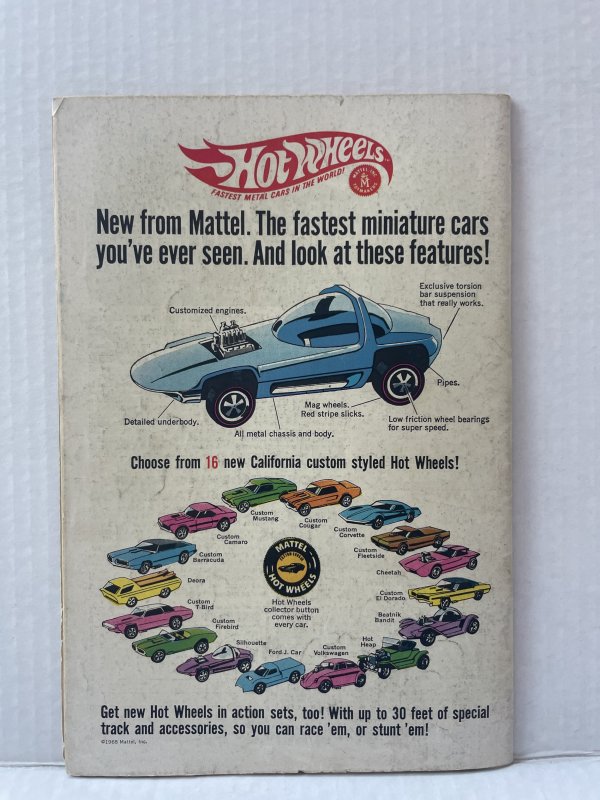 Hot Wheels
FASTEST METAL CARS IN THE WORLD!
MATTEL, INC.
M
New from Mattel. The fastest miniature cars
you've ever seen. And look at these features!
Exclusive torsion
bar suspension
that really works.
Customized engines.
Pipes.
Mag wheels.
Red stripe slicks.
Detailed underbody.
Low friction wheel bearings
for super speed.
All metal chassis and body.
Choose from 16 new California custom styled Hot Wheels!
Custom
Mustang
Custom
Cougar
Custom
Camaro
Custom
Corvette
Custom
Barracuda
Custom
Fleetside
Deora
Cheetah
Custom
T-Bird
Custom
El Dorado
Custom
Firebird
Beatnik
Bandit
Silhouette
Ford J. Car
Custom
Volkswagen
Hot
Heap
MATTEL
HOT WHEELS
Hot Wheels
collector button
comes with
every car.
Get new Hot Wheels in action sets, too! With up to 30 feet of special
track and accessories, so you can race 'em, or stunt 'em!
©1968 Mattel, Inc.